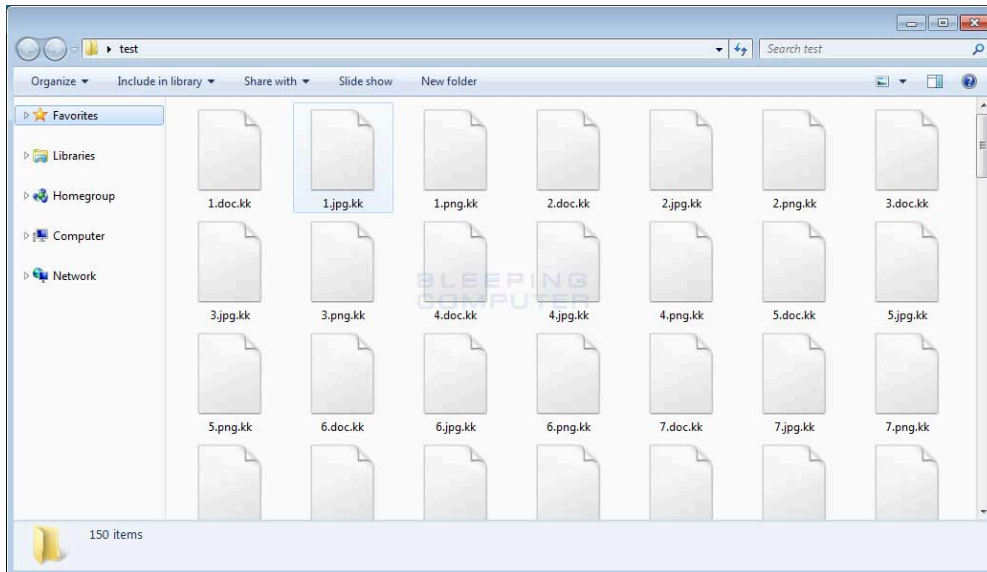 test
Search test
Organize Include in library Share with Slide show New folder
Favorites
Libraries
Homegroup
Computer
Network
1.doc.kk 1.jpg.kk 1.png.kk 2.doc.kk 2.jpg.kk 2.png.kk 3.doc.kk
BLEEPING
COMPUTER
3.jpg.kk 3.png.kk 4.doc.kk 4.jpg.kk 4.png.kk 5.doc.kk 5.jpg.kk
5.png.kk 6.doc.kk 6.jpg.kk 6.png.kk 7.doc.kk 7.jpg.kk 7.png.kk
150 items